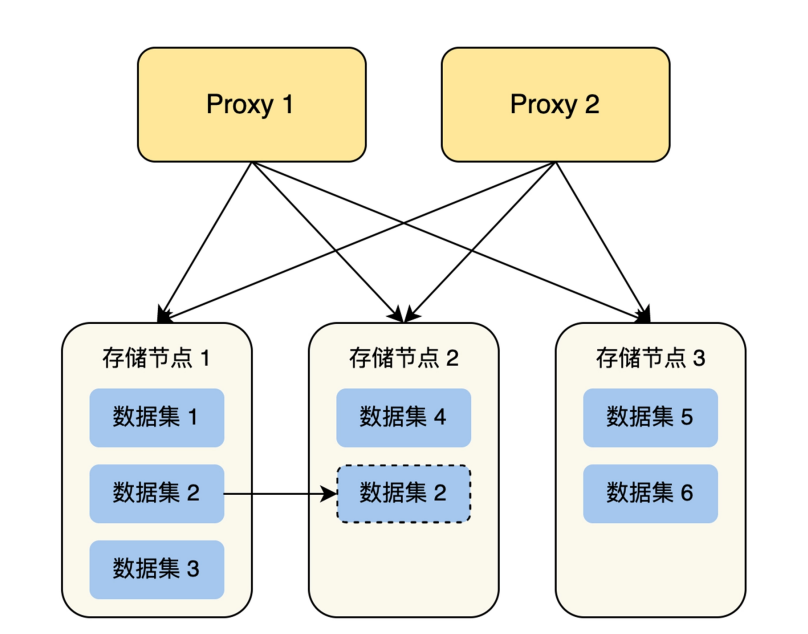 Proxy 1
Proxy 2
存储节点 1
存储节点 2
存储节点 3
数据集 1
数据集 4
数据集 5
数据集 2
数据集 2
数据集 6
数据集 3